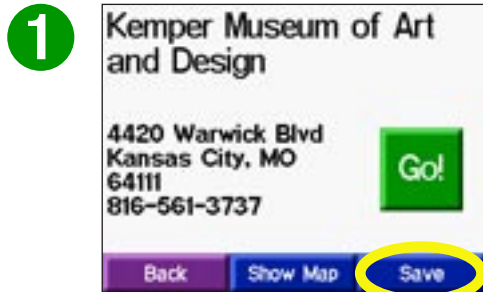 1
Kemper Museum of Art
and Design
4420 Warwick Blvd
Kansas City, MO
64111
816-561-3737
Go!
Back Show Map Save